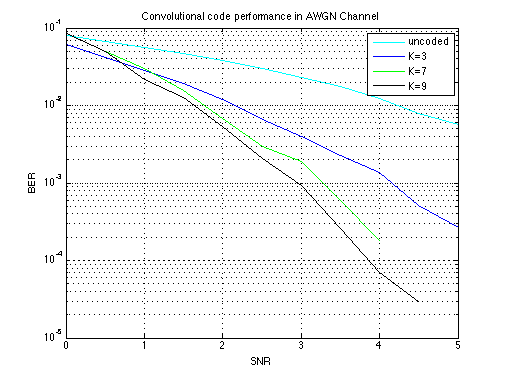 Convolutional code performance in AWGN Channel
uncoded
K=3
K=7
K=9
10^-1
10^-2
10^-3
10^-4
10^-5
BER
0 1 2 3 4 5
SNR